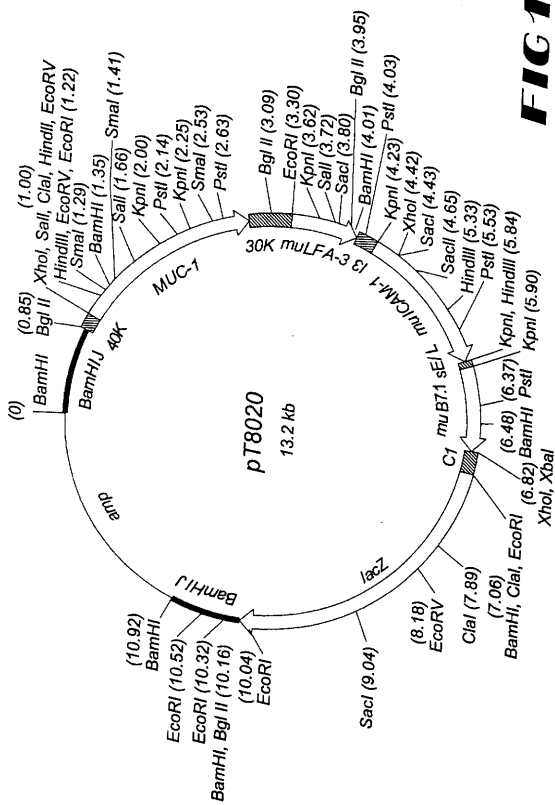 FIG 1
pT8020
13.2 kb
(0)
BamHI
(0.85)
Bgl II
(1.00)
XhoI, SalI, ClaI, HindII, EcoRV
HindIII, EcoRV, EcoRI (1.22)
SmaI (1.29)
BamHI (1.35)
SmaI (1.41)
SalI (1.66)
KpnI (2.00)
PstI (2.14)
KpnI (2.25)
SmaI (2.53)
PstI (2.63)
Bgl II (3.09)
EcoRI (3.30)
KpnI (3.62)
SalI (3.72)
SacI (3.80)
Bgl II (3.95)
BamHI (4.01)
PstI (4.03)
KpnI (4.23)
XhoI (4.42)
SacI (4.43)
SacII (4.65)
HindIII (5.33)
PstI (5.53)
KpnI, HindIII (5.84)
KpnI (5.90)
(6.37)
PstI
(6.48)
BamHI
(6.82)
XhoI, XbaI
(7.06)
BamHI, ClaI, EcoRI
ClaI (7.89)
(8.18)
EcoRV
SacI (9.04)
(10.04)
EcoRI
BamHI, Bgl II (10.16)
EcoRI (10.32)
EcoRI (10.52)
(10.92)
BamHI
BamHI J
40K
MUC-1
30K
muLFA-3
I3
muICAM-1
sE/L
muB7.1
C1
lacZ
BamHI J
amp